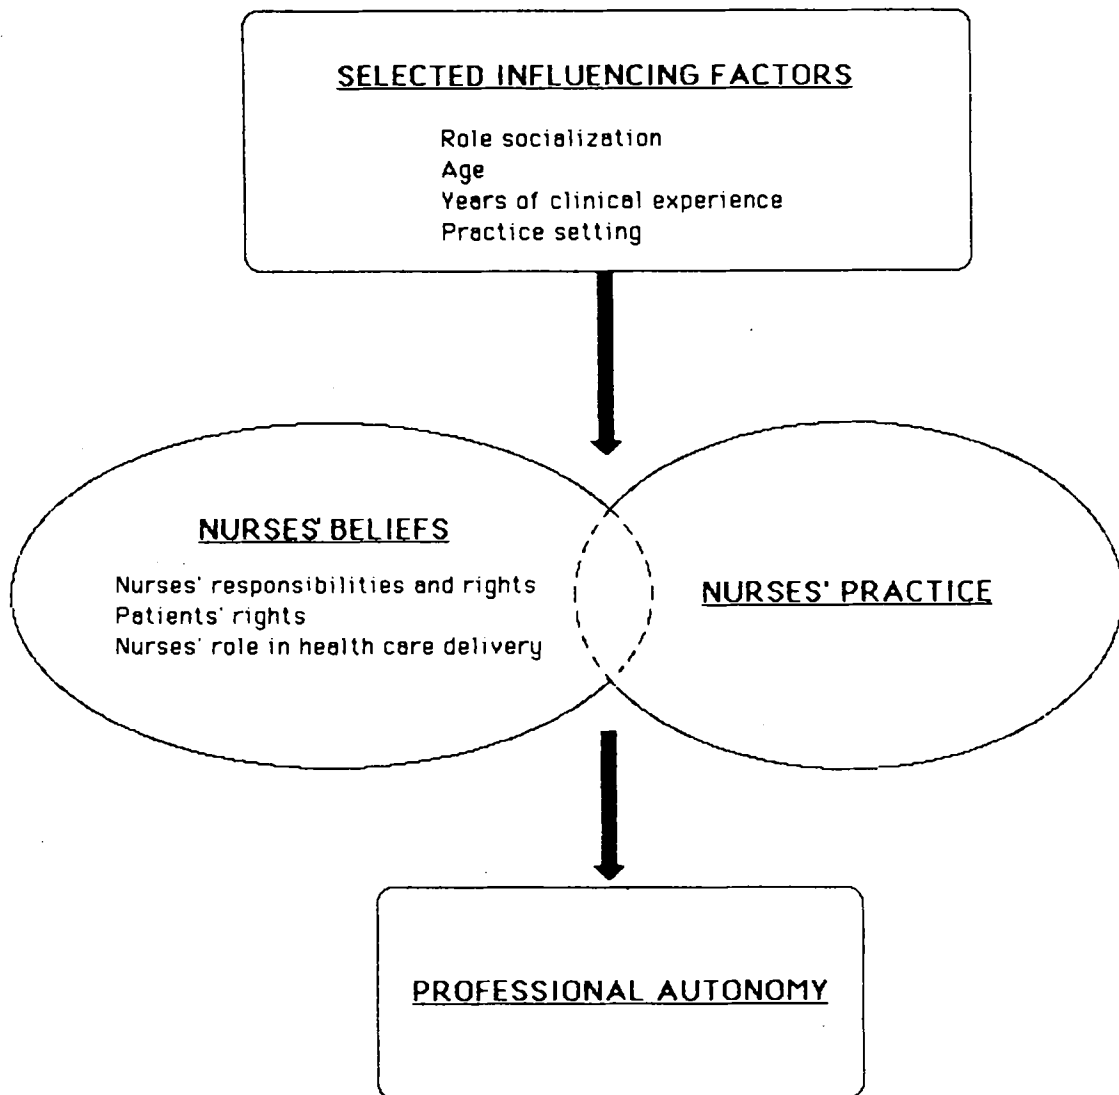 SELECTED INFLUENCING FACTORS
Role socialization
Age
Years of clinical experience
Practice setting
NURSES' BELIEFS
Nurses' responsibilities and rights
Patients' rights
Nurses' role in health care delivery
NURSES' PRACTICE
PROFESSIONAL AUTONOMY